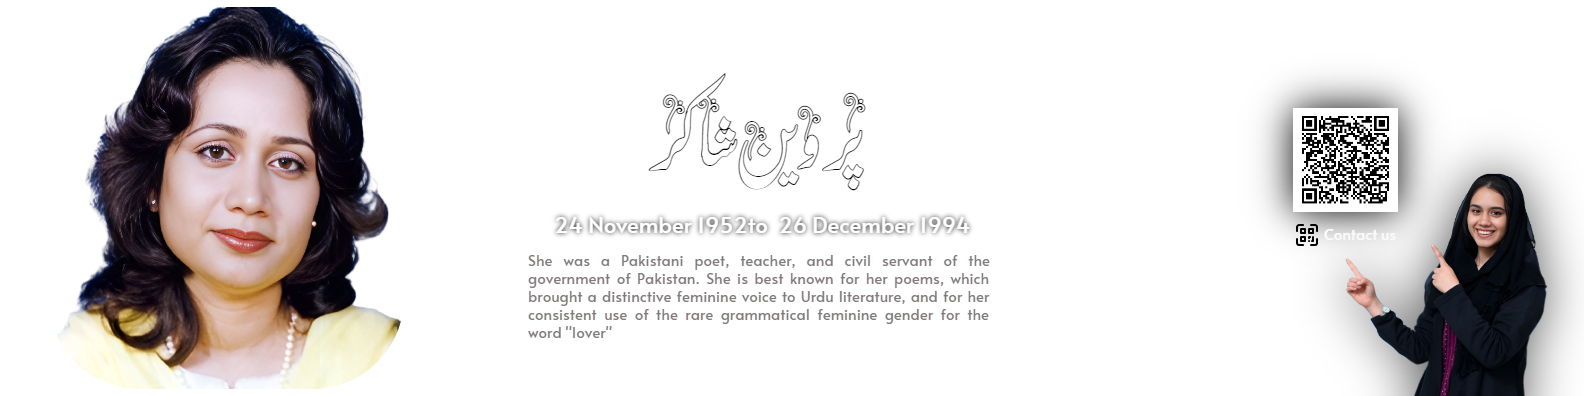 پروین شاکر
24 November 1952to 26 December 1994
She was a Pakistani poet, teacher, and civil servant of the
government of Pakistan. She is best known for her poems, which
brought a distinctive feminine voice to Urdu literature, and for her
consistent use of the rare grammatical feminine gender for the
word "lover"
Contact us